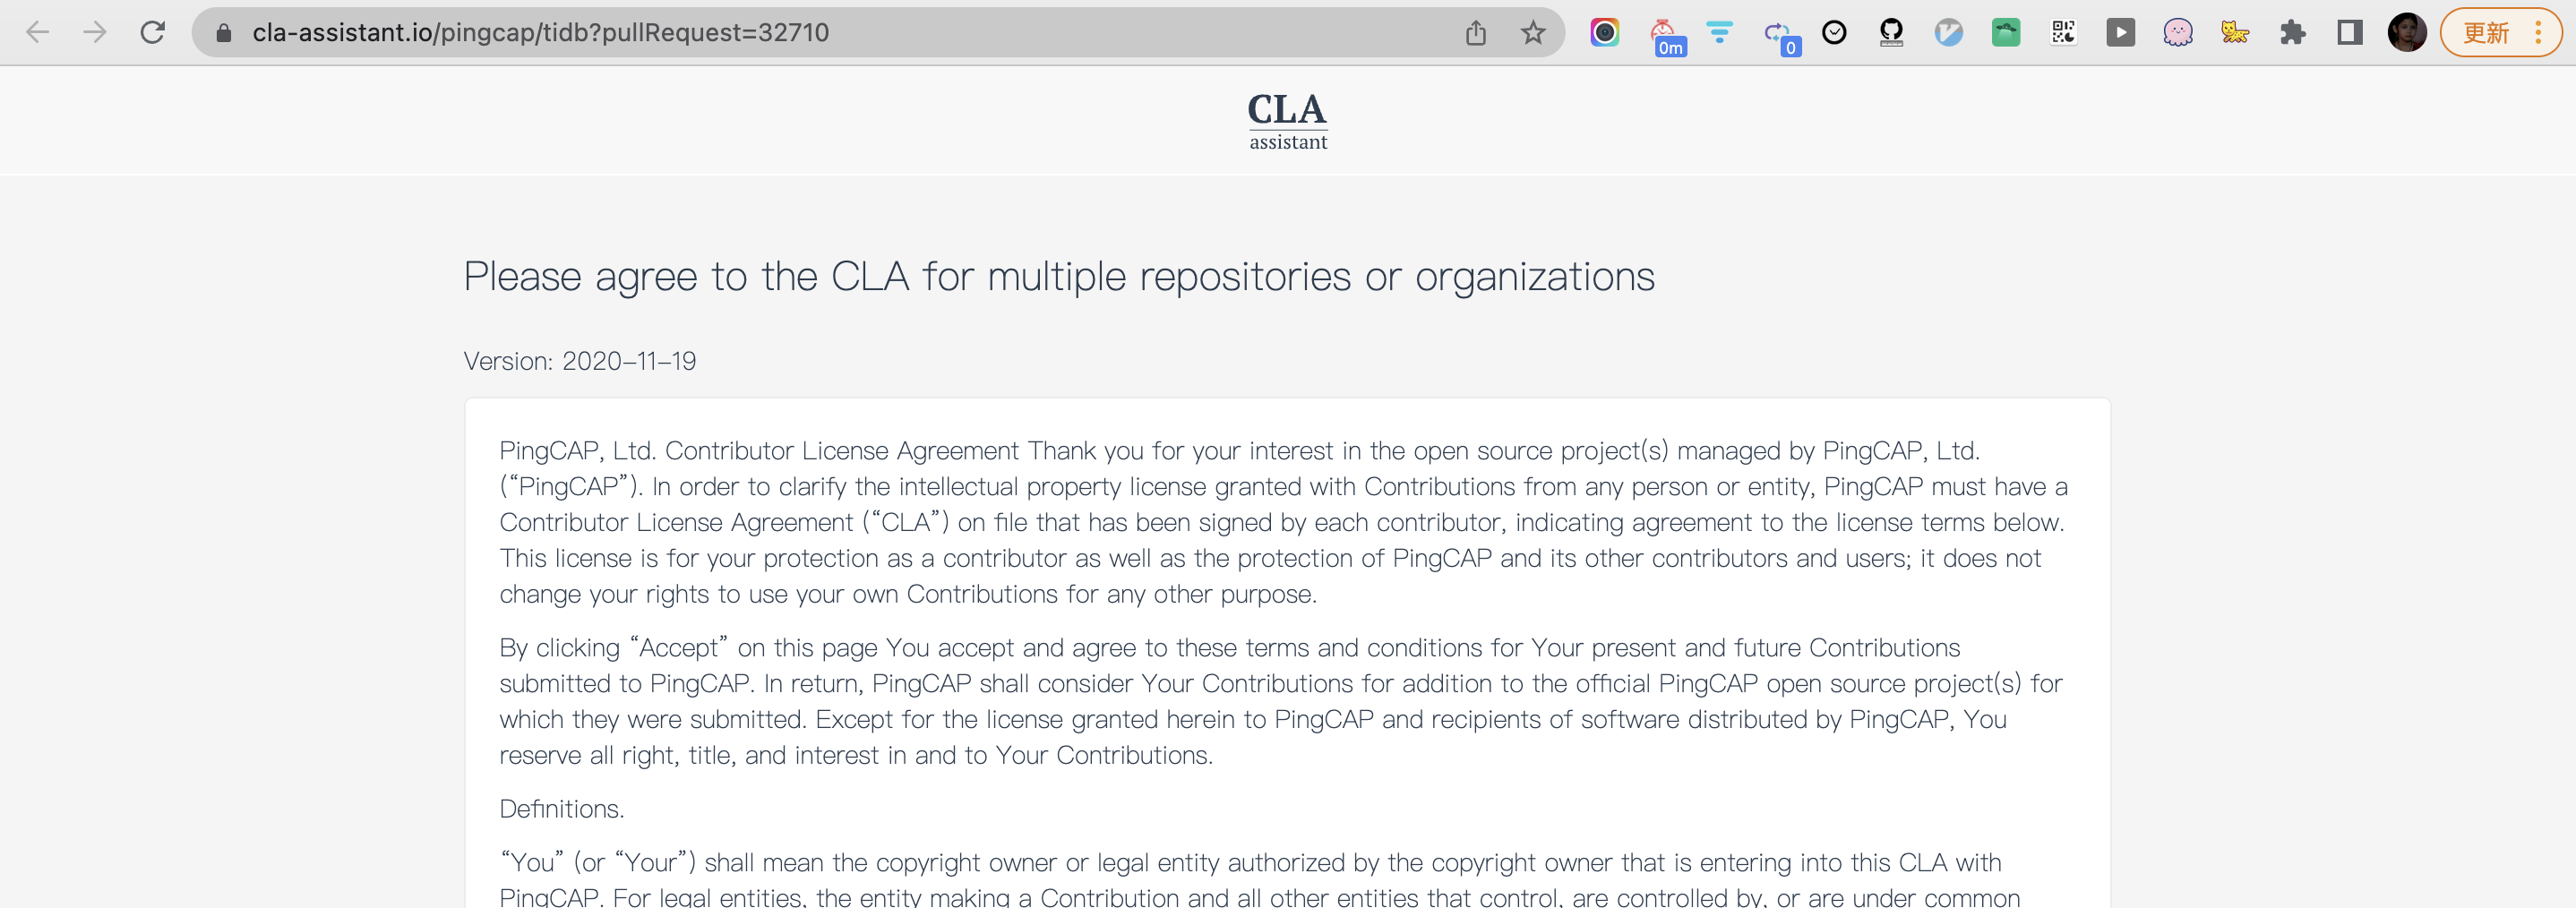 cla-assistant.io/pingcap/tidb?pullRequest=32710
0m
0
更新
CLA
assistant
Please agree to the CLA for multiple repositories or organizations
Version: 2020-11-19
PingCAP, Ltd. Contributor License Agreement Thank you for your interest in the open source project(s) managed by PingCAP, Ltd.
(“PingCAP”). In order to clarify the intellectual property license granted with Contributions from any person or entity, PingCAP must have a
Contributor License Agreement (“CLA”) on file that has been signed by each contributor, indicating agreement to the license terms below.
This license is for your protection as a contributor as well as the protection of PingCAP and its other contributors and users; it does not
change your rights to use your own Contributions for any other purpose.
By clicking “Accept” on this page You accept and agree to these terms and conditions for Your present and future Contributions
submitted to PingCAP. In return, PingCAP shall consider Your Contributions for addition to the official PingCAP open source project(s) for
which they were submitted. Except for the license granted herein to PingCAP and recipients of software distributed by PingCAP, You
reserve all right, title, and interest in and to Your Contributions.
Definitions.
“You” (or “Your”) shall mean the copyright owner or legal entity authorized by the copyright owner that is entering into this CLA with
PingCAP. For legal entities, the entity making a Contribution and all other entities that control, are controlled by, or are under common